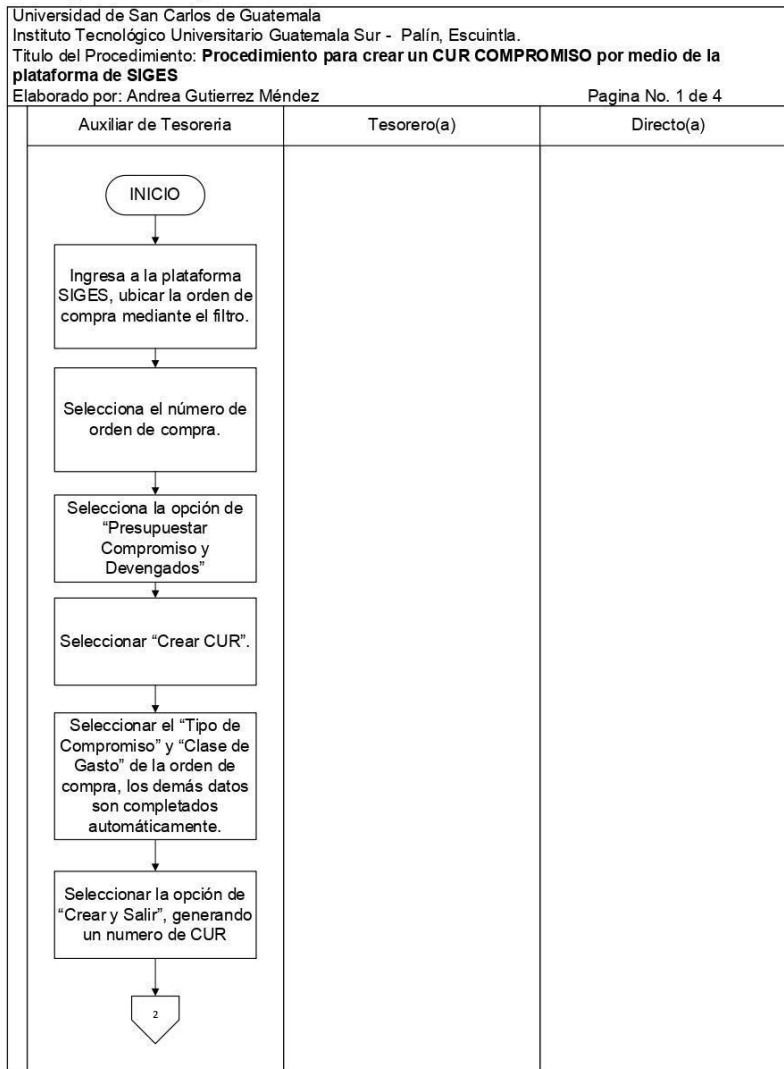 Universidad de San Carlos de Guatemala
Instituto Tecnológico Universitario Guatemala Sur - Palín, Escuintla.
Titulo del Procedimiento: Procedimiento para crear un CUR COMPROMISO por medio de la
plataforma de SIGES
Elaborado por: Andrea Gutierrez Méndez Pagina No. 1 de 4
Auxiliar de Tesoreria Tesorero(a) Directo(a)
INICIO
Ingresa a la plataforma
SIGES, ubicar la orden de
compra mediante el filtro.
Selecciona el número de
orden de compra.
Selecciona la opción de
“Presupuestar
Compromiso y
Devengados”
Seleccionar “Crear CUR”.
Seleccionar el “Tipo de
Compromiso” y “Clase de
Gasto” de la orden de
compra, los demás datos
son completados
automáticamente.
Seleccionar la opción de
“Crear y Salir”, generando
un numero de CUR
2